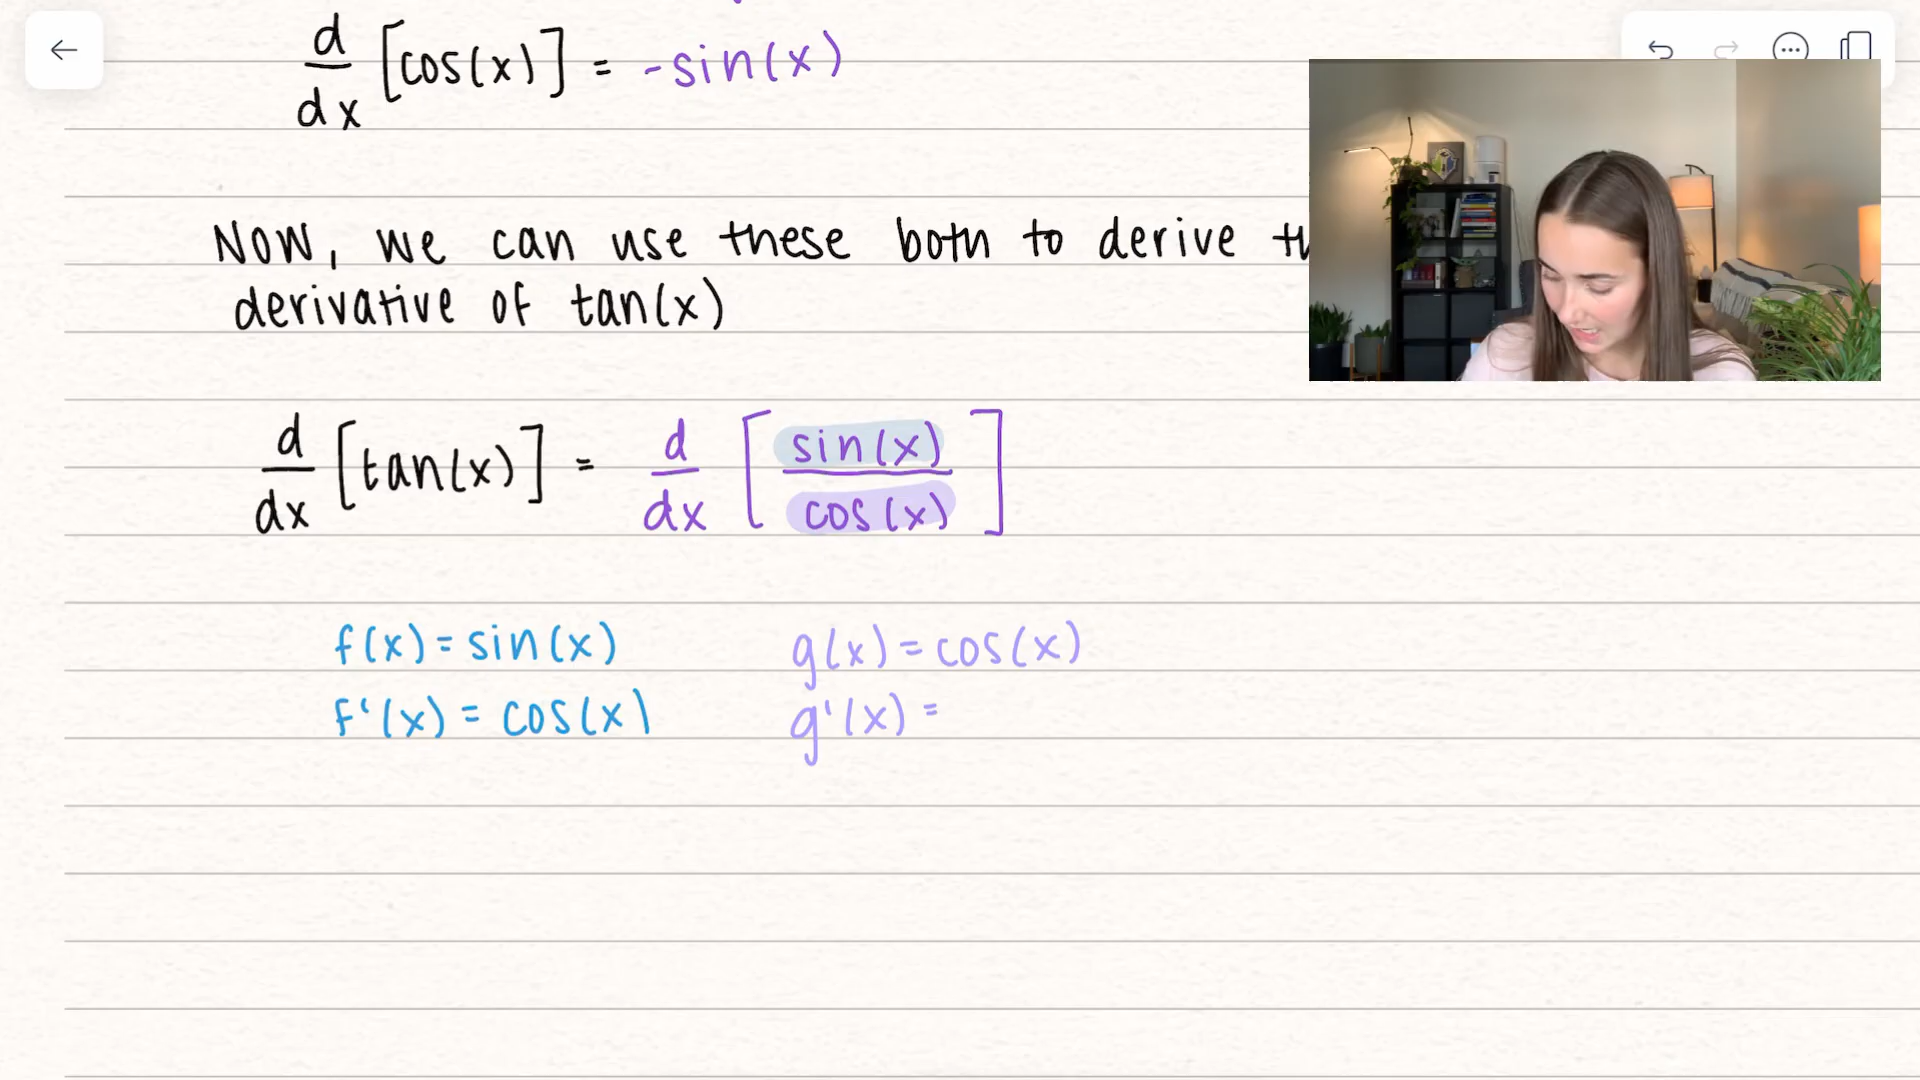 d/dx [cos(x)] = -sin(x)
Now, we can use these both to derive
derivative of tan(x)
d/dx [tan(x)] = d/dx [sin(x)/cos(x)]
f(x) = sin(x) g(x) = cos(x)
f'(x) = cos(x) g'(x) =